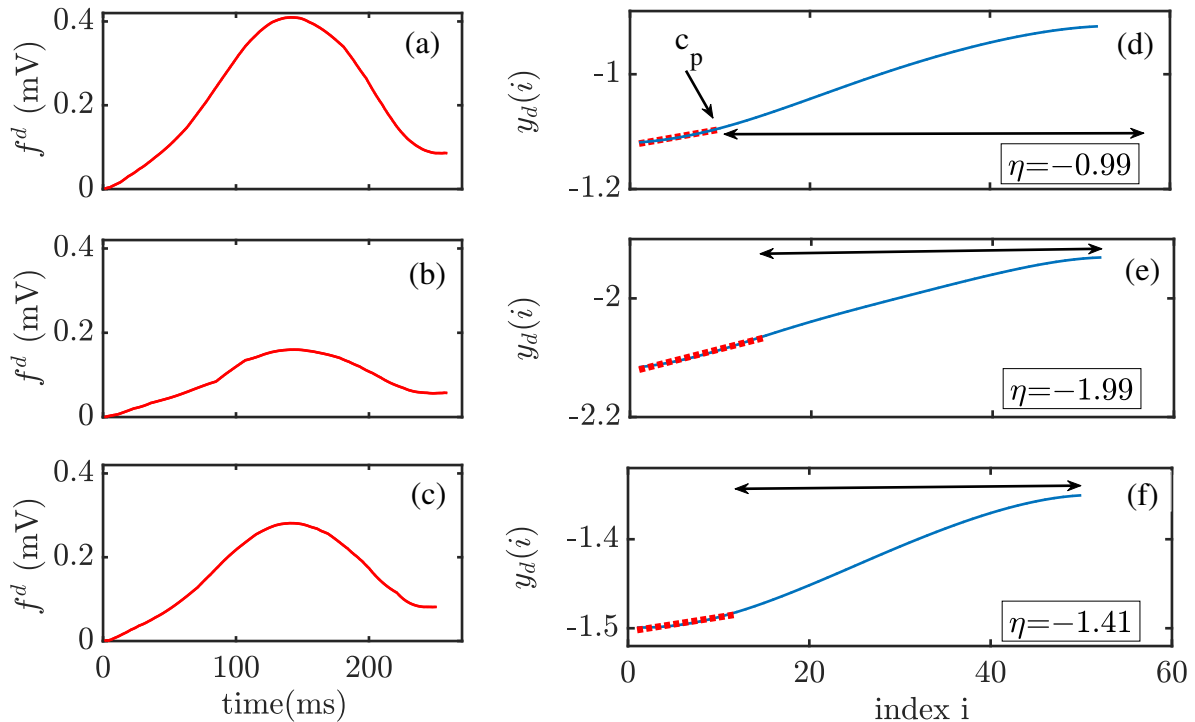 0.4
0.2
0
f^d (mV)
(a)
0.4
0.2
0
f^d (mV)
(b)
0.4
0.2
0
f^d (mV)
(c)
0 100 200
time(ms)
-1
-1.2
y_d(i)
c_p
(d)
η=−0.99
-2
-2.2
y_d(i)
(e)
η=−1.99
-1.4
-1.5
y_d(i)
(f)
η=−1.41
0 20 40 60
index i